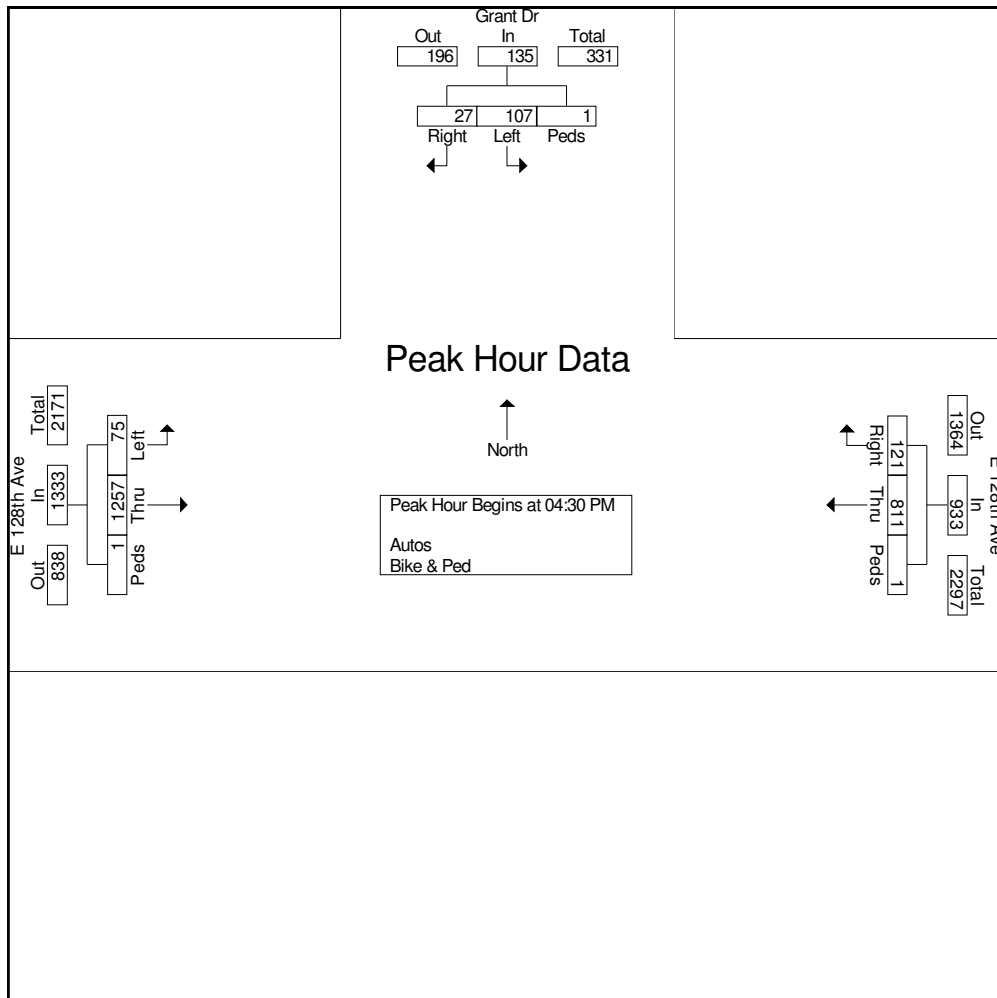 Grant Dr
Out In Total
196 135 331
27 107 1
Right Left Peds
Peak Hour Data
North
Peak Hour Begins at 04:30 PM
Autos
Bike & Ped
E 128th Ave
Out In Total
838 1333 2171
Left Thru Peds
75 1257 1
E 128th Ave
Out In Total
1364 933 2297
Right Thru Peds
121 811 1